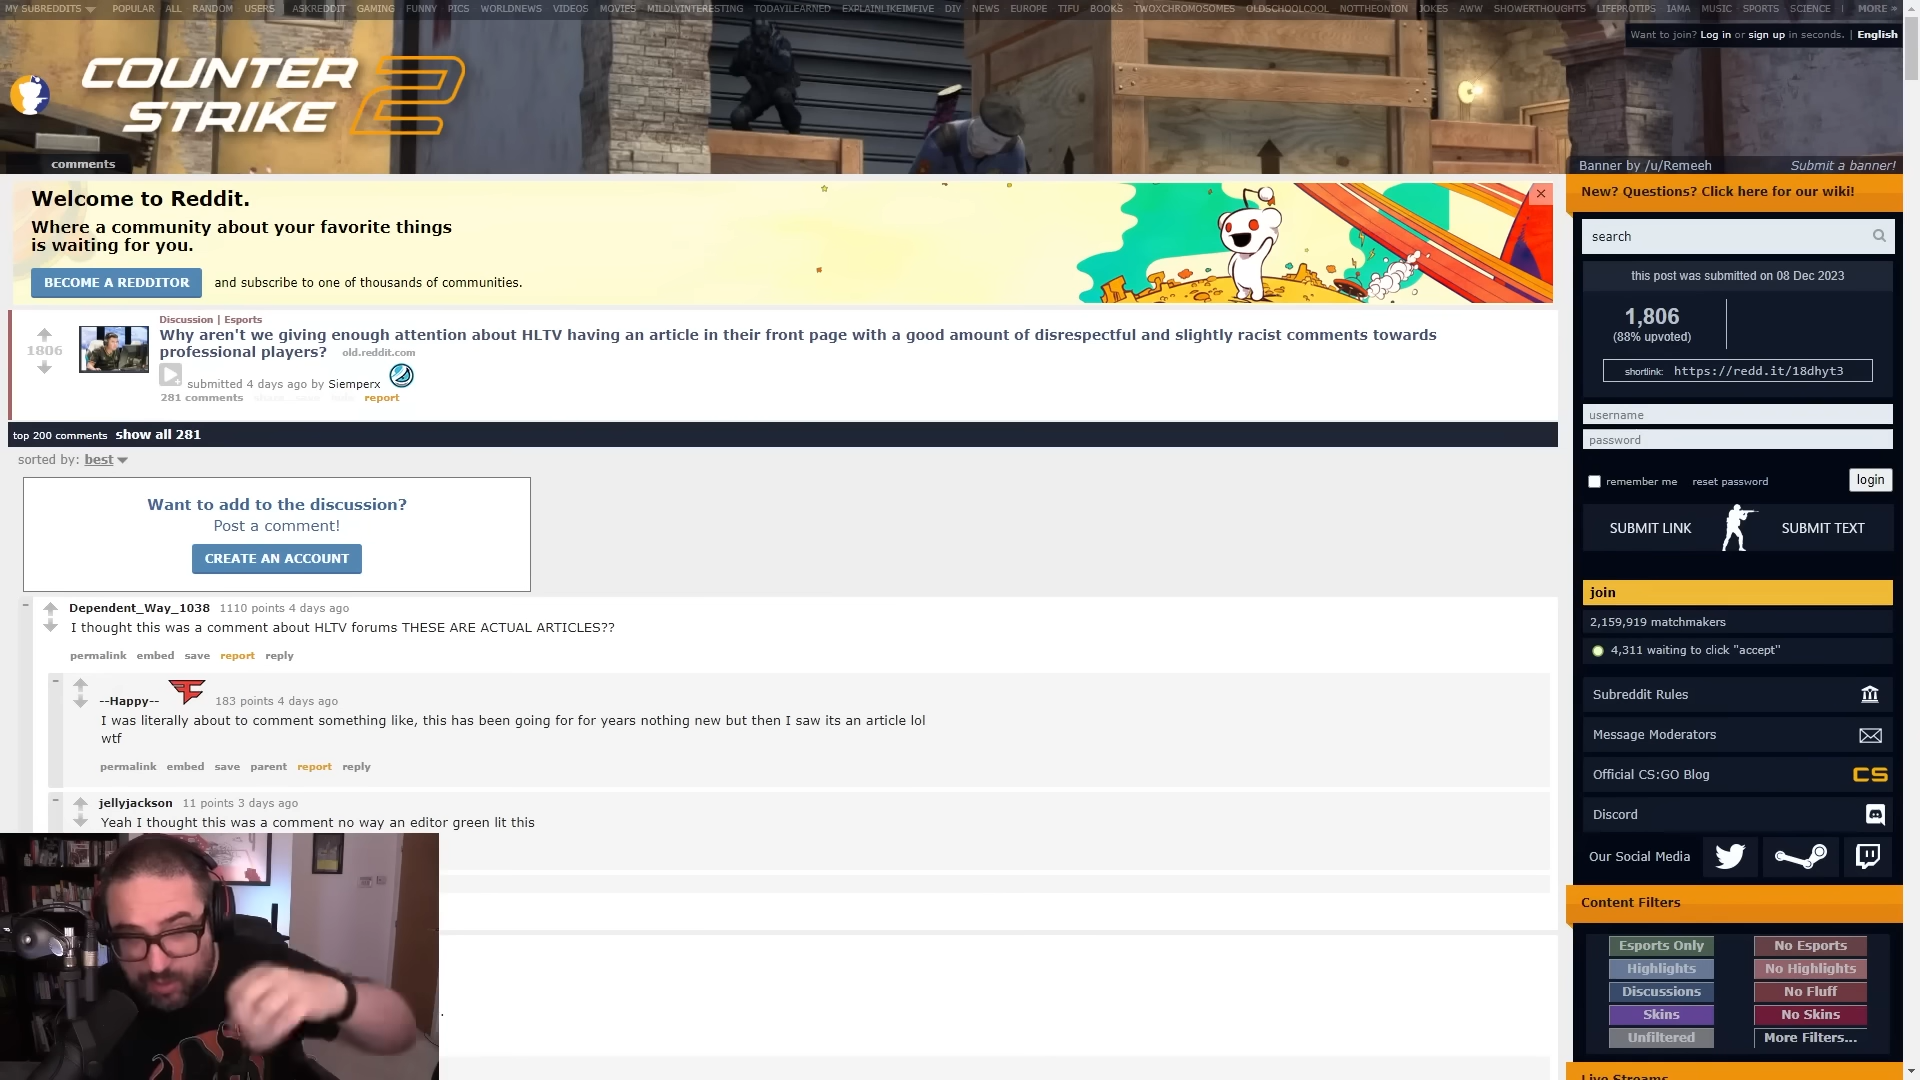 MY SUBREDDITS POPULAR ALL RANDOM USERS ASKREDDIT GAMING FUNNY PICS WORLDNEWS VIDEOS MOVIES MILDLYINTERESTING TODAYILEARNED EXPLAINLIKEIMFIVE DIY NEWS EUROPE TIFU BOOKS TWOXCHROMOSOMES OLDSCHOOLCOOL NOTTHEONION JOKES AWW SHOWERTHOUGHTS LIFEPROTIPS IAMA MUSIC SPORTS SCIENCE | MORE »
Want to join? Log in or sign up in seconds. | English
COUNTER
STRIKE 2
comments
Banner by /u/Remeeh Submit a banner!
Welcome to Reddit.
Where a community about your favorite things
is waiting for you.
BECOME A REDDITOR and subscribe to one of thousands of communities.
Discussion | Esports
1806
Why aren't we giving enough attention about HLTV having an article in their front page with a good amount of disrespectful and slightly racist comments towards
professional players? old.reddit.com
submitted 4 days ago by Siemperx
281 comments report
top 200 comments show all 281
sorted by: best
Want to add to the discussion?
Post a comment!
CREATE AN ACCOUNT
Dependent_Way_1038 1110 points 4 days ago
I thought this was a comment about HLTV forums THESE ARE ACTUAL ARTICLES??
permalink embed save report reply
--Happy-- 183 points 4 days ago
I was literally about to comment something like, this has been going for for years nothing new but then I saw its an article lol
wtf
permalink embed save parent report reply
jellyjackson 11 points 3 days ago
Yeah I thought this was a comment no way an editor green lit this
New? Questions? Click here for our wiki!
search
this post was submitted on 08 Dec 2023
1,806
(88% upvoted)
shortlink: https://redd.it/18dhyt3
username
password
remember me reset password login
SUBMIT LINK SUBMIT TEXT
join
2,159,919 matchmakers
4,311 waiting to click "accept"
Subreddit Rules
Message Moderators
Official CS:GO Blog CS
Discord
Our Social Media
Content Filters
Esports Only No Esports
Highlights No Highlights
Discussions No Fluff
Skins No Skins
Unfiltered More Filters...
Live Streams